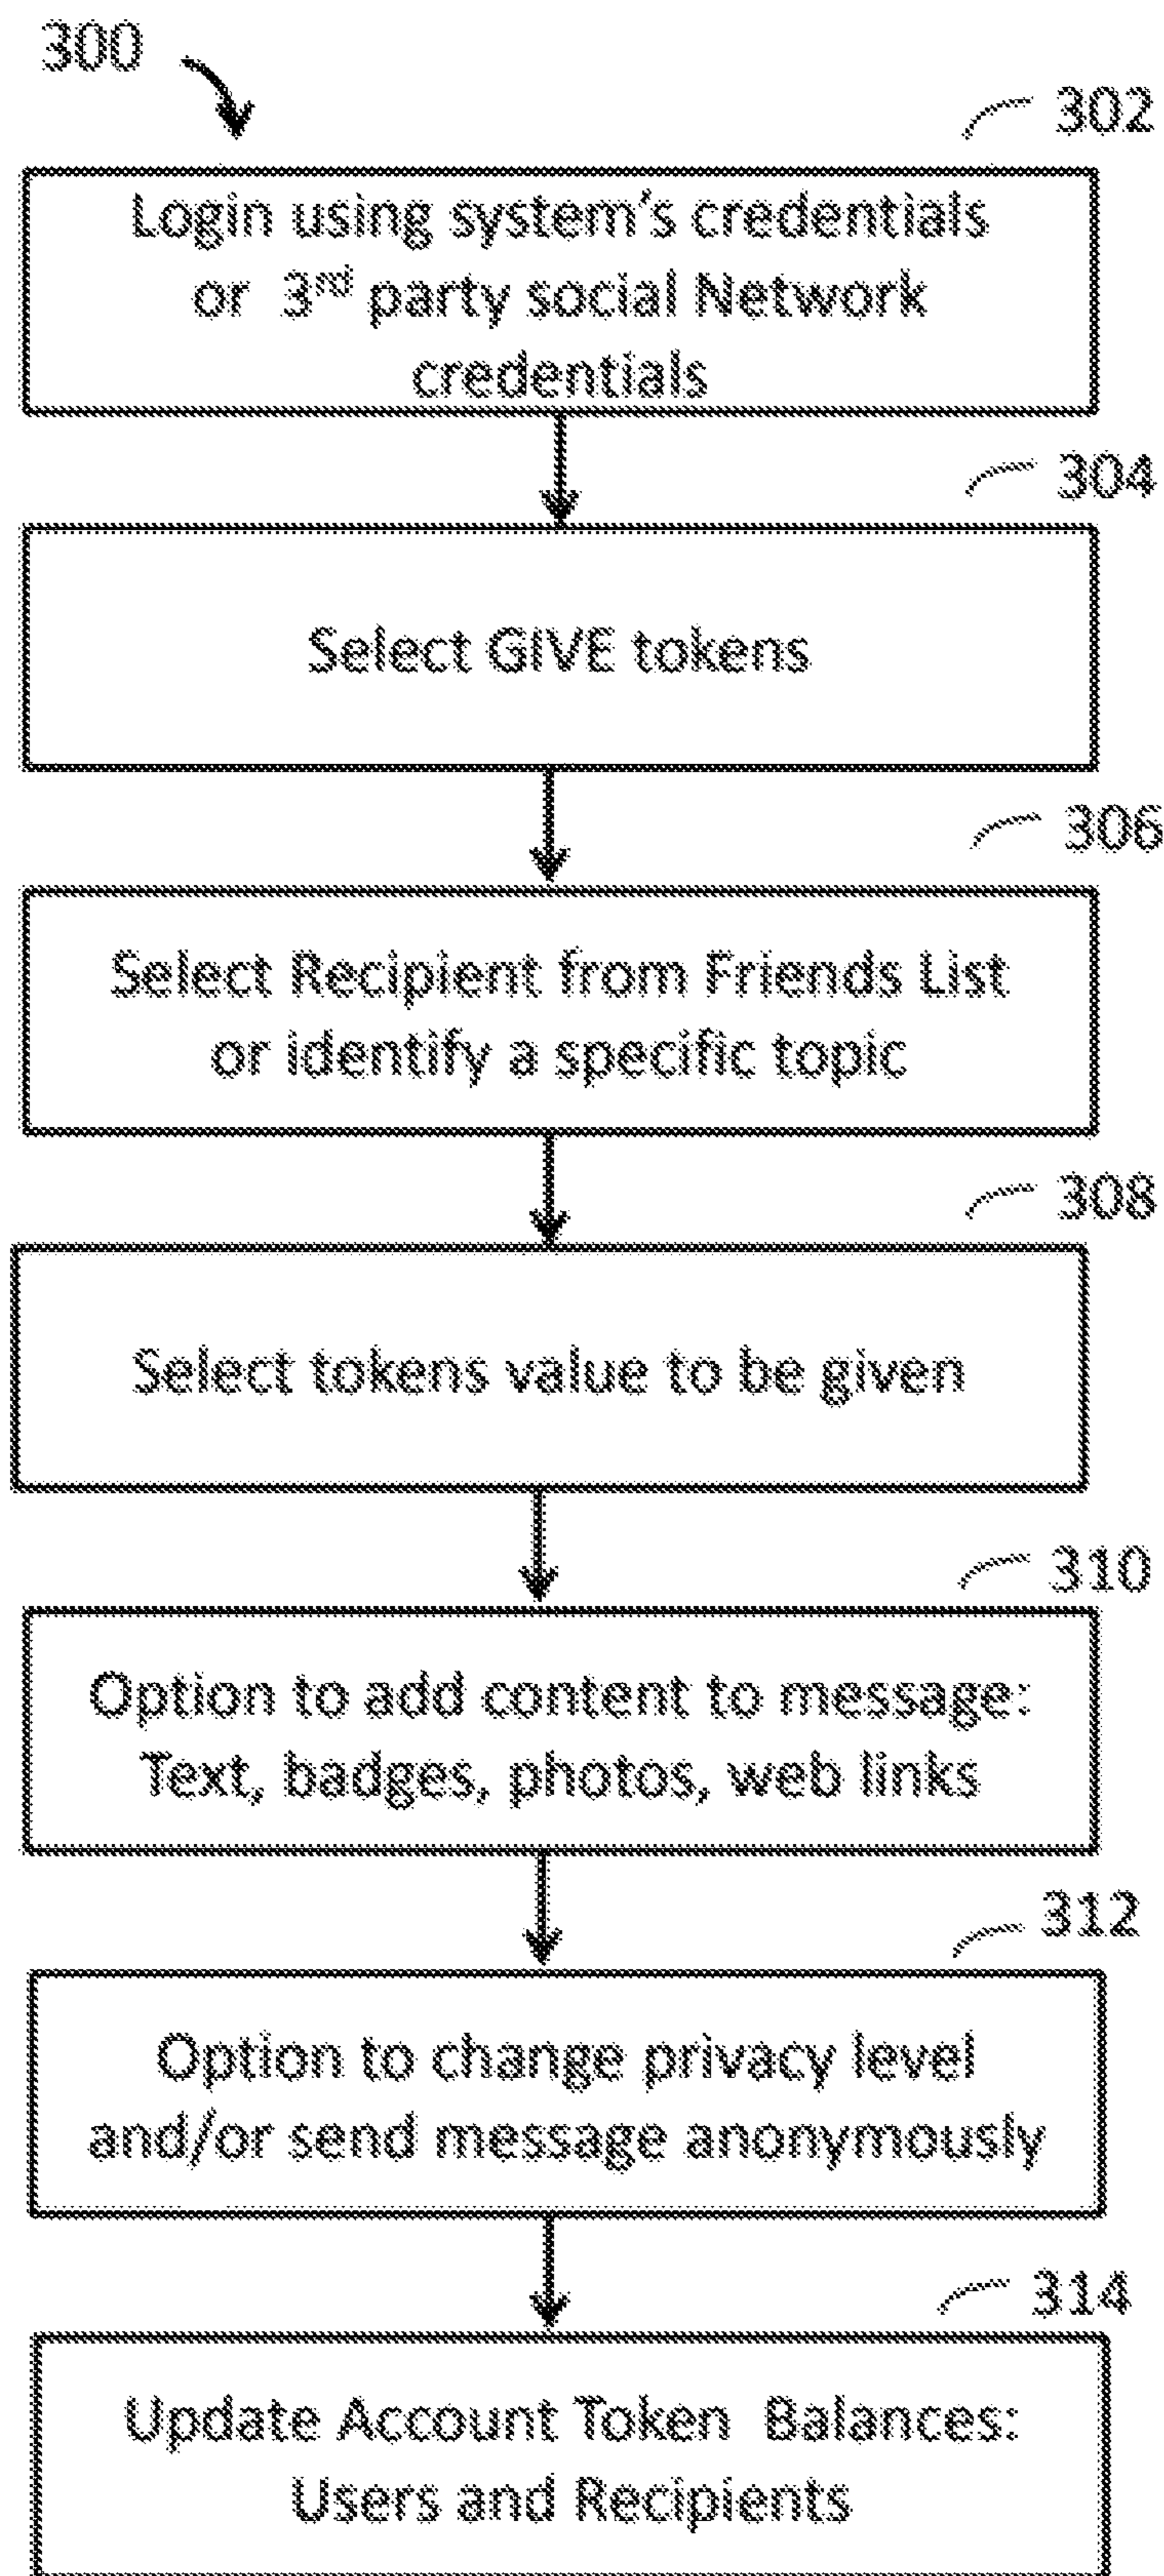 300
302
Login using system's credentials
or 3rd party social Network
credentials
304
Select GIVE tokens
306
Select Recipient from Friends List
or identify a specific topic
308
Select tokens value to be given
310
Option to add content to message:
Text, badges, photos, web links
312
Option to change privacy level
and/or send message anonymously
314
Update Account Token Balances:
Users and Recipients